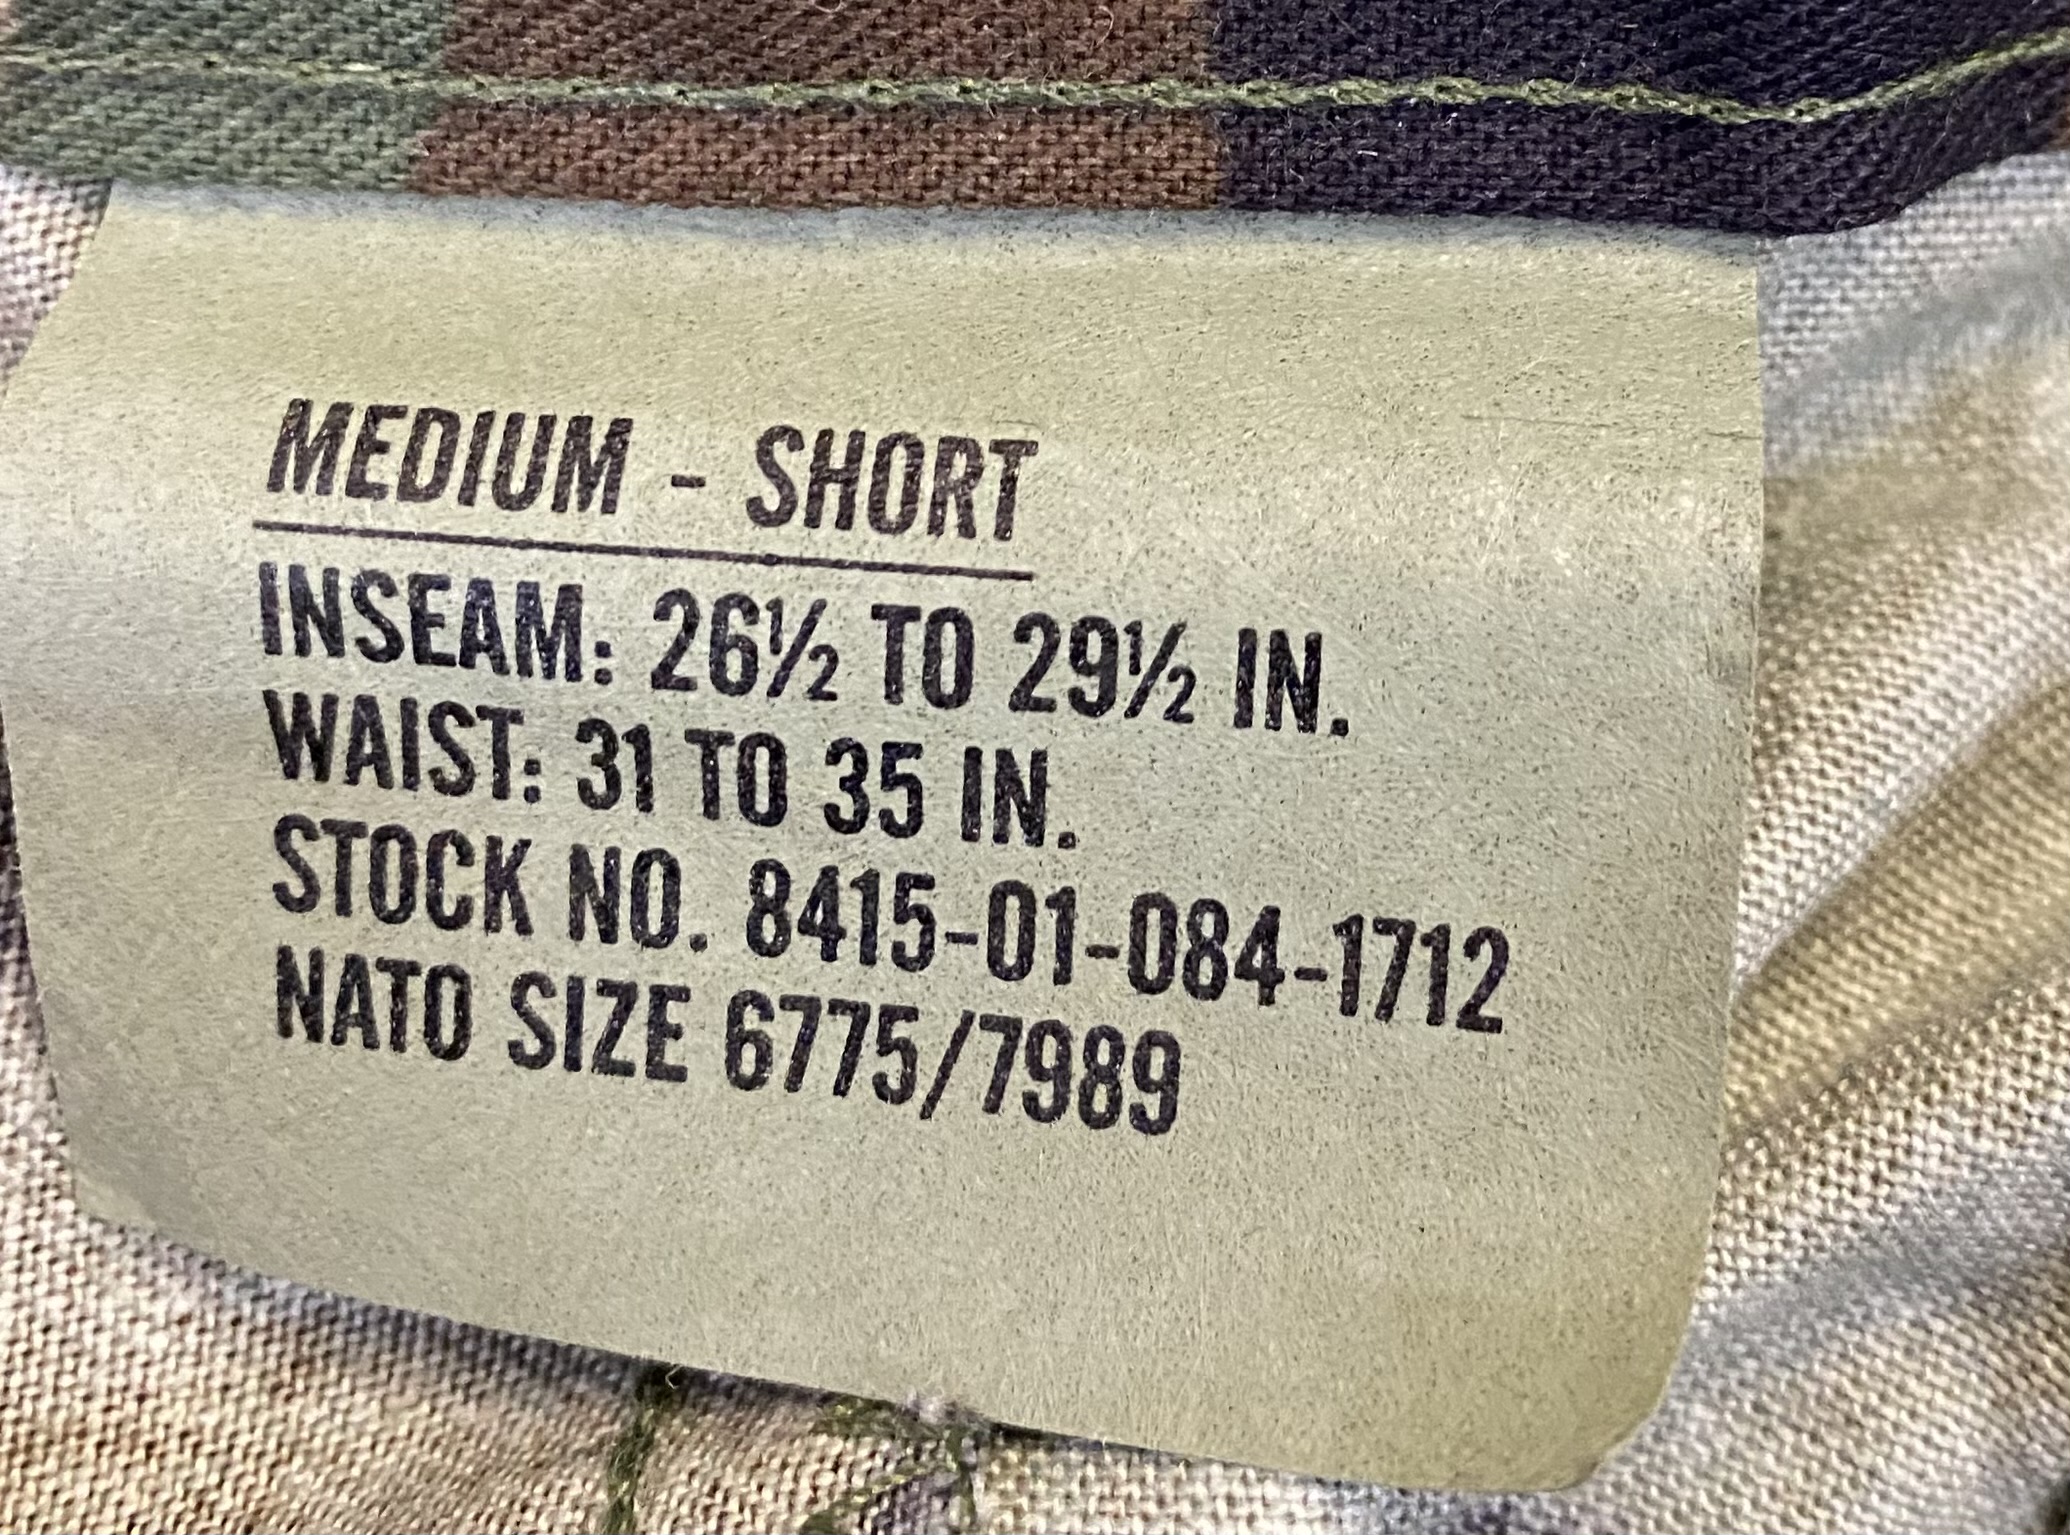 MEDIUM - SHORT
INSEAM: 26½ TO 29½ IN.
WAIST: 31 TO 35 IN.
STOCK NO. 8415-01-084-1712
NATO SIZE 6775/7989